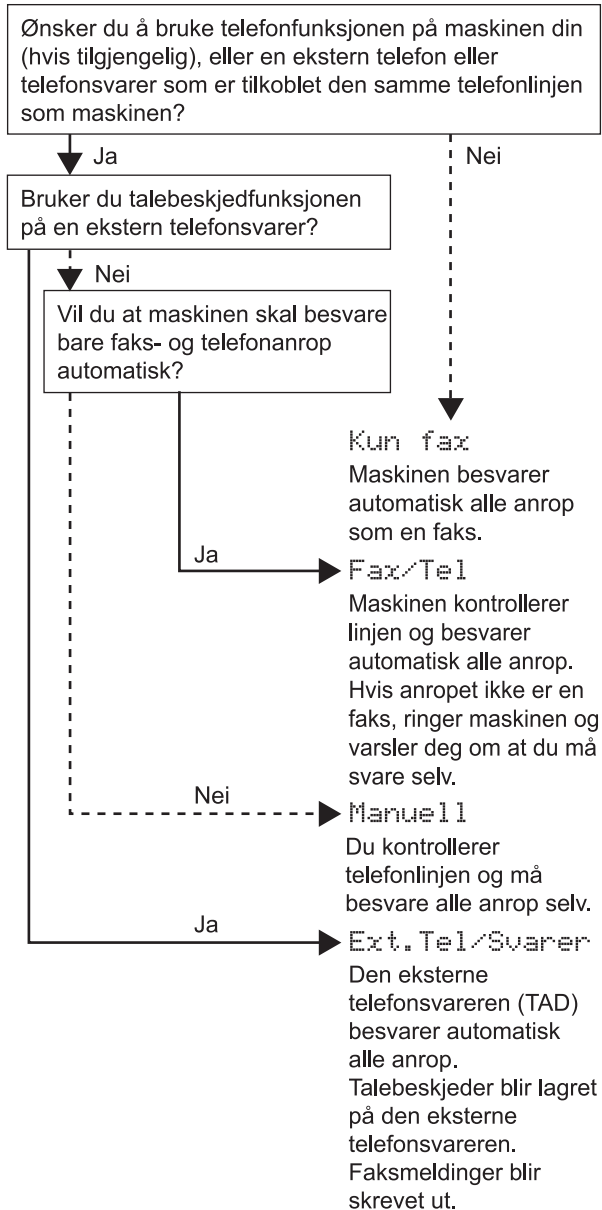 Ønsker du å bruke telefonfunksjonen på maskinen din
(hvis tilgjengelig), eller en ekstern telefon eller
telefonsvarer som er tilkoblet den samme telefonlinjen
som maskinen?
Ja
Nei
Bruker du talebeskjedfunksjonen
på en ekstern telefonsvarer?
Nei
Vil du at maskinen skal besvare
bare faks- og telefonanrop
automatisk?
Kun fax
Maskinen besvarer
automatisk alle anrop
som en faks.
Ja
Fax/Tel
Maskinen kontrollerer
linjen og besvarer
automatisk alle anrop.
Hvis anropet ikke er en
faks, ringer maskinen og
varsler deg om at du må
svare selv.
Nei
Manuell
Du kontrollerer
telefonlinjen og må
besvare alle anrop selv.
Ja
Ext.Tel/Svarer
Den eksterne
telefonsvareren (TAD)
besvarer automatisk
alle anrop.
Talebeskjeder blir lagret
på den eksterne
telefonsvareren.
Faksmeldinger blir
skrevet ut.